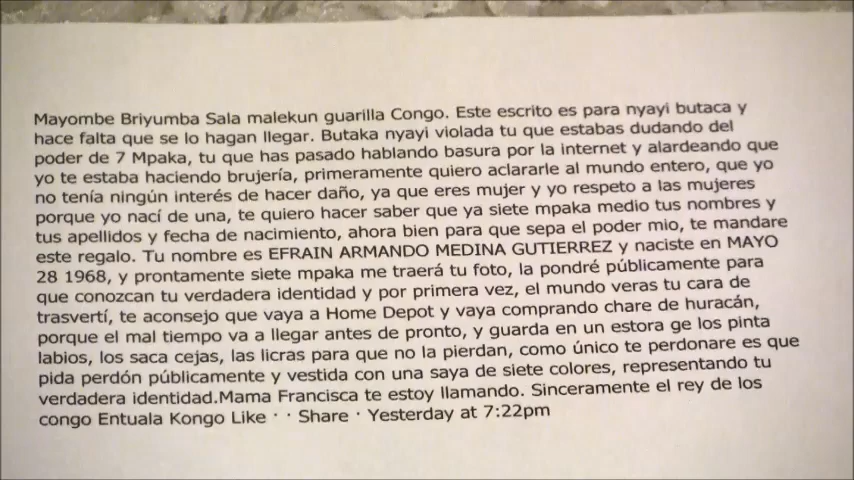 Mayombe Briyumba Sala malekun guarilla Congo. Este escrito es para nyayi butaca y
hace falta que se lo hagan llegar. Butaka nyayi violada tu que estabas dudando del
poder de 7 Mpaka, tu que has pasado hablando basura por la internet y alardeando que
yo te estaba haciendo brujería, primeramente quiero aclararle al mundo entero, que yo
no tenía ningún interés de hacer daño, ya que eres mujer y yo respeto a las mujeres
porque yo nací de una, te quiero hacer saber que ya siete mpaka medio tus nombres y
tus apellidos y fecha de nacimiento, ahora bien para que sepa el poder mio, te mandare
este regalo. Tu nombre es EFRAIN ARMANDO MEDINA GUTIERREZ y naciste en MAYO
28 1968, y prontamente siete mpaka me traerá tu foto, la pondré públicamente para
que conozcan tu verdadera identidad y por primera vez, el mundo veras tu cara de
trasvertí, te aconsejo que vaya a Home Depot y vaya comprando chare de huracán,
porque el mal tiempo va a llegar antes de pronto, y guarda en un estora ge los pinta
labios, los saca cejas, las licras para que no la pierdan, como único te perdonare es que
pida perdón públicamente y vestida con una saya de siete colores, representando tu
verdadera identidad.Mama Francisca te estoy llamando. Sinceramente el rey de los
congo Entuala Kongo Like · · Share · Yesterday at 7:22pm